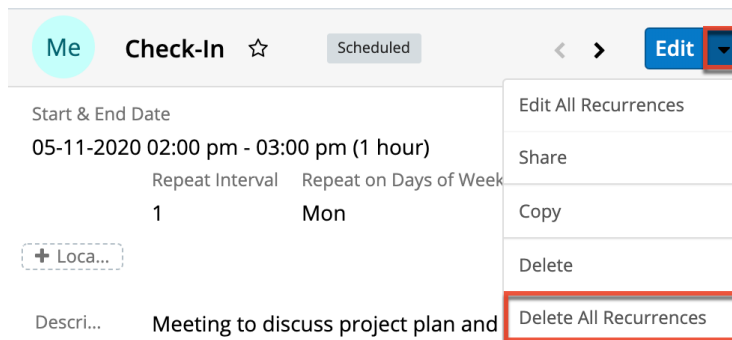 Me Check-In Scheduled Edit
Edit All Recurrences
Start & End Date
05-11-2020 02:00 pm - 03:00 pm (1 hour)
Share
Repeat Interval Repeat on Days of Week
1 Mon
Copy
+ Loca...
Delete
Descri... Meeting to discuss project plan and
Delete All Recurrences